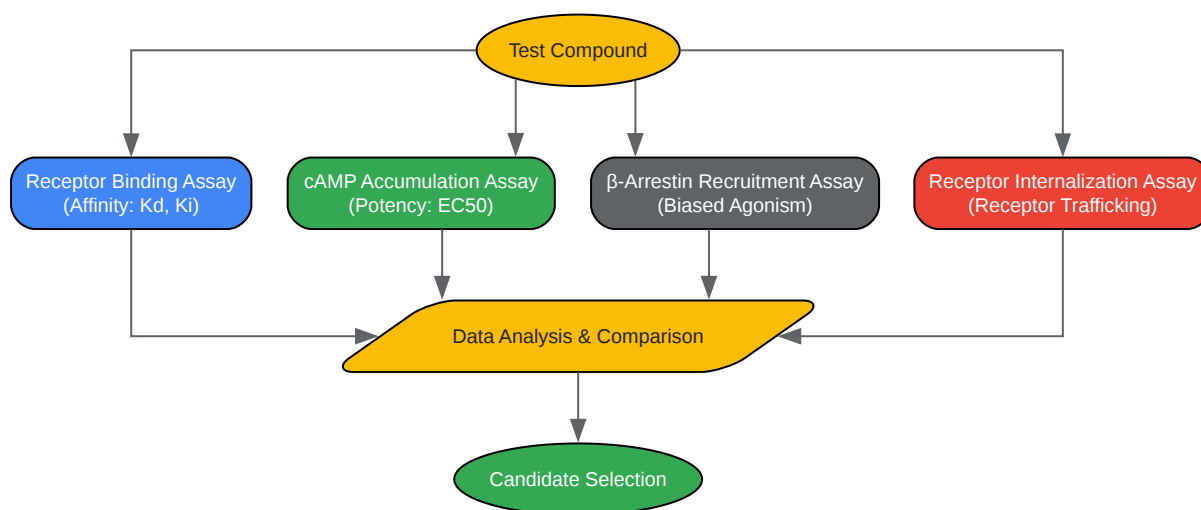 Test Compound
Receptor Binding Assay
(Affinity: Kd, Ki)
cAMP Accumulation Assay
(Potency: EC50)
β-Arrestin Recruitment Assay
(Biased Agonism)
Receptor Internalization Assay
(Receptor Trafficking)
Data Analysis & Comparison
Candidate Selection